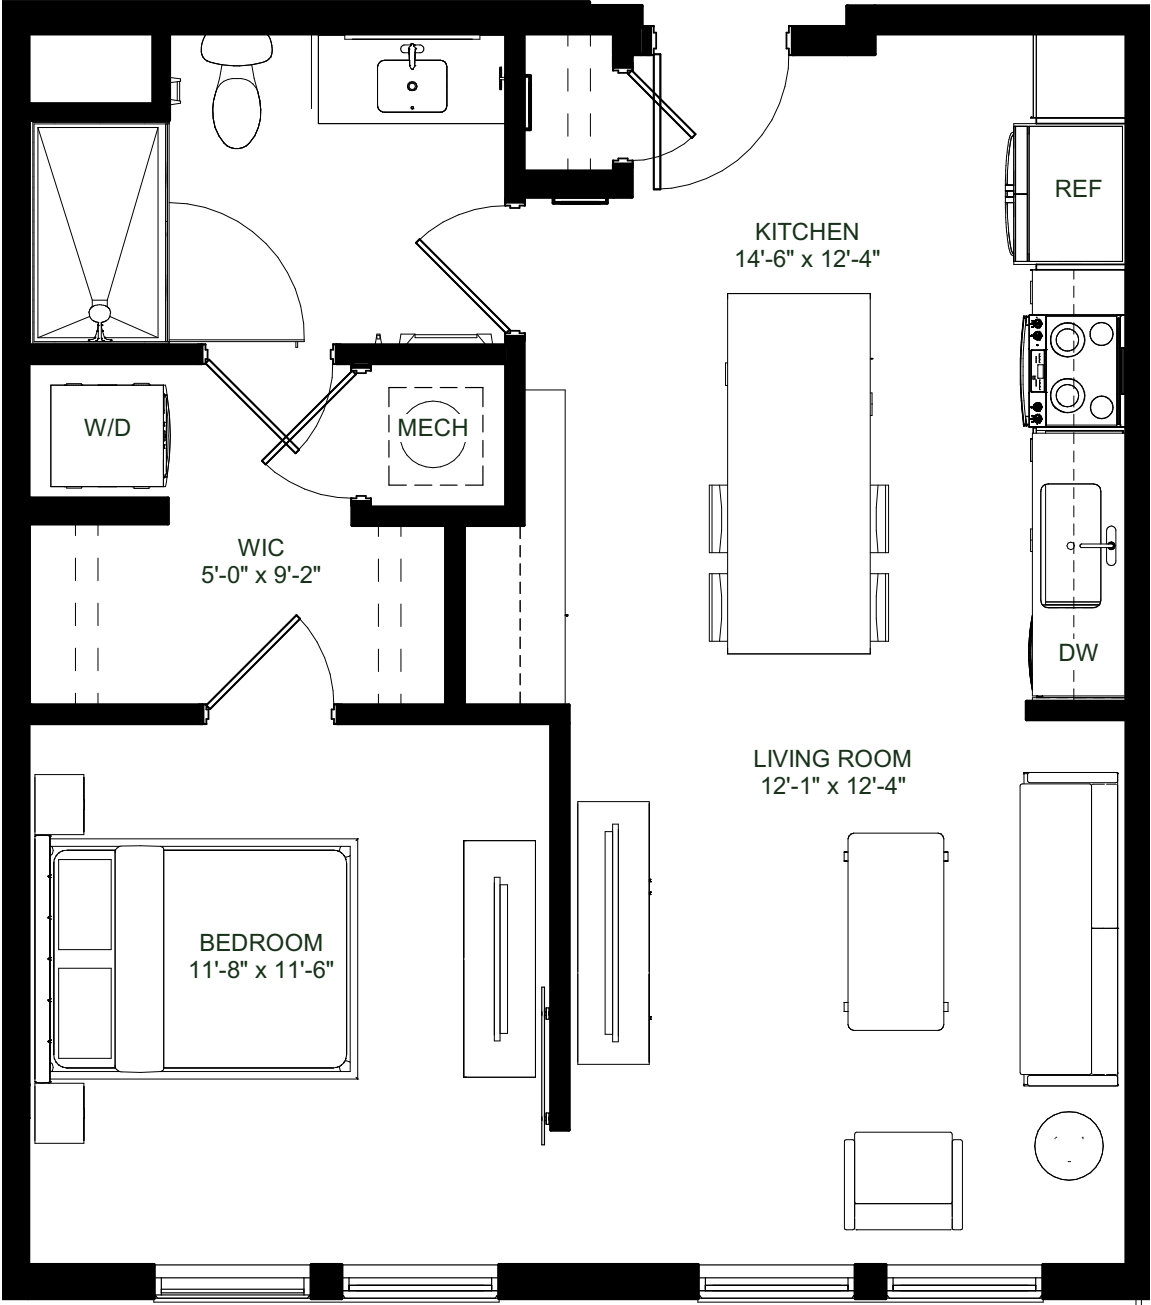 REF
KITCHEN
14'-6" x 12'-4"
W/D
MECH
WIC
5'-0" x 9'-2"
DW
LIVING ROOM
12'-1" x 12'-4"
BEDROOM
11'-8" x 11'-6"